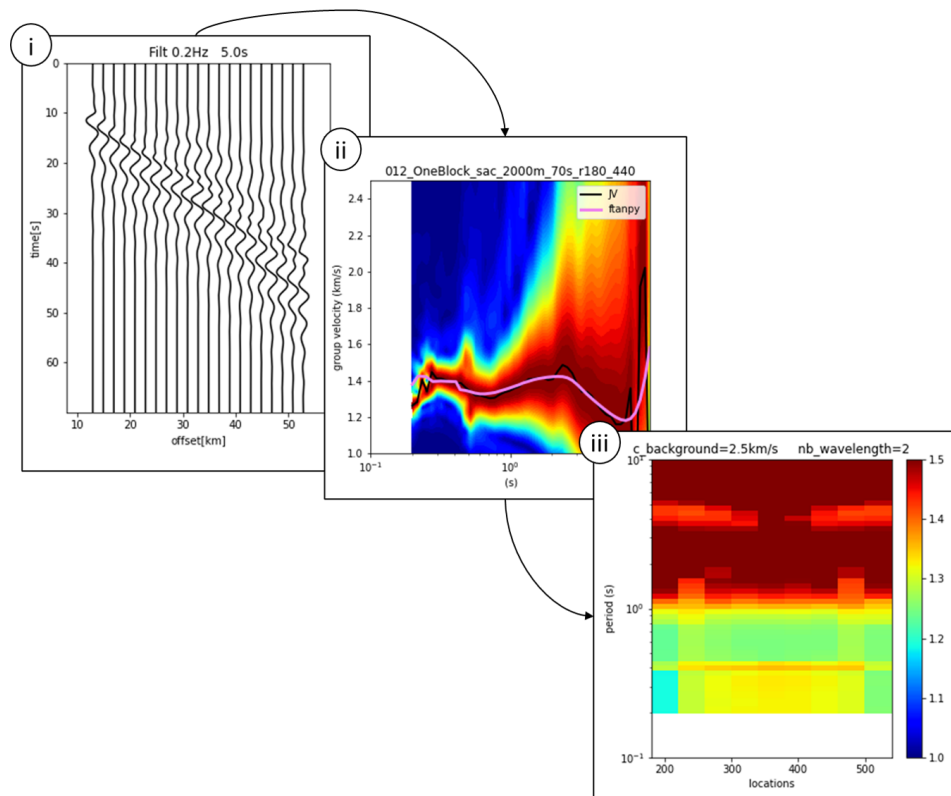 i
Filt 0.2Hz 5.0s
0
10
20
30
40
50
60
time[s]
10 20 30 40 50
offset[km]
ii
012_OneBlock_sac_2000m_70s_r180_440
JV
ftanpy
2.4
2.2
2.0
1.8
1.6
1.4
1.2
1.0
group velocity (km/s)
10⁻¹ 10⁰
(s)
iii
c_background=2.5km/s nb_wavelength=2
10¹
10⁰
10⁻¹
period (s)
200 300 400 500
locations
1.5
1.4
1.3
1.2
1.1
1.0